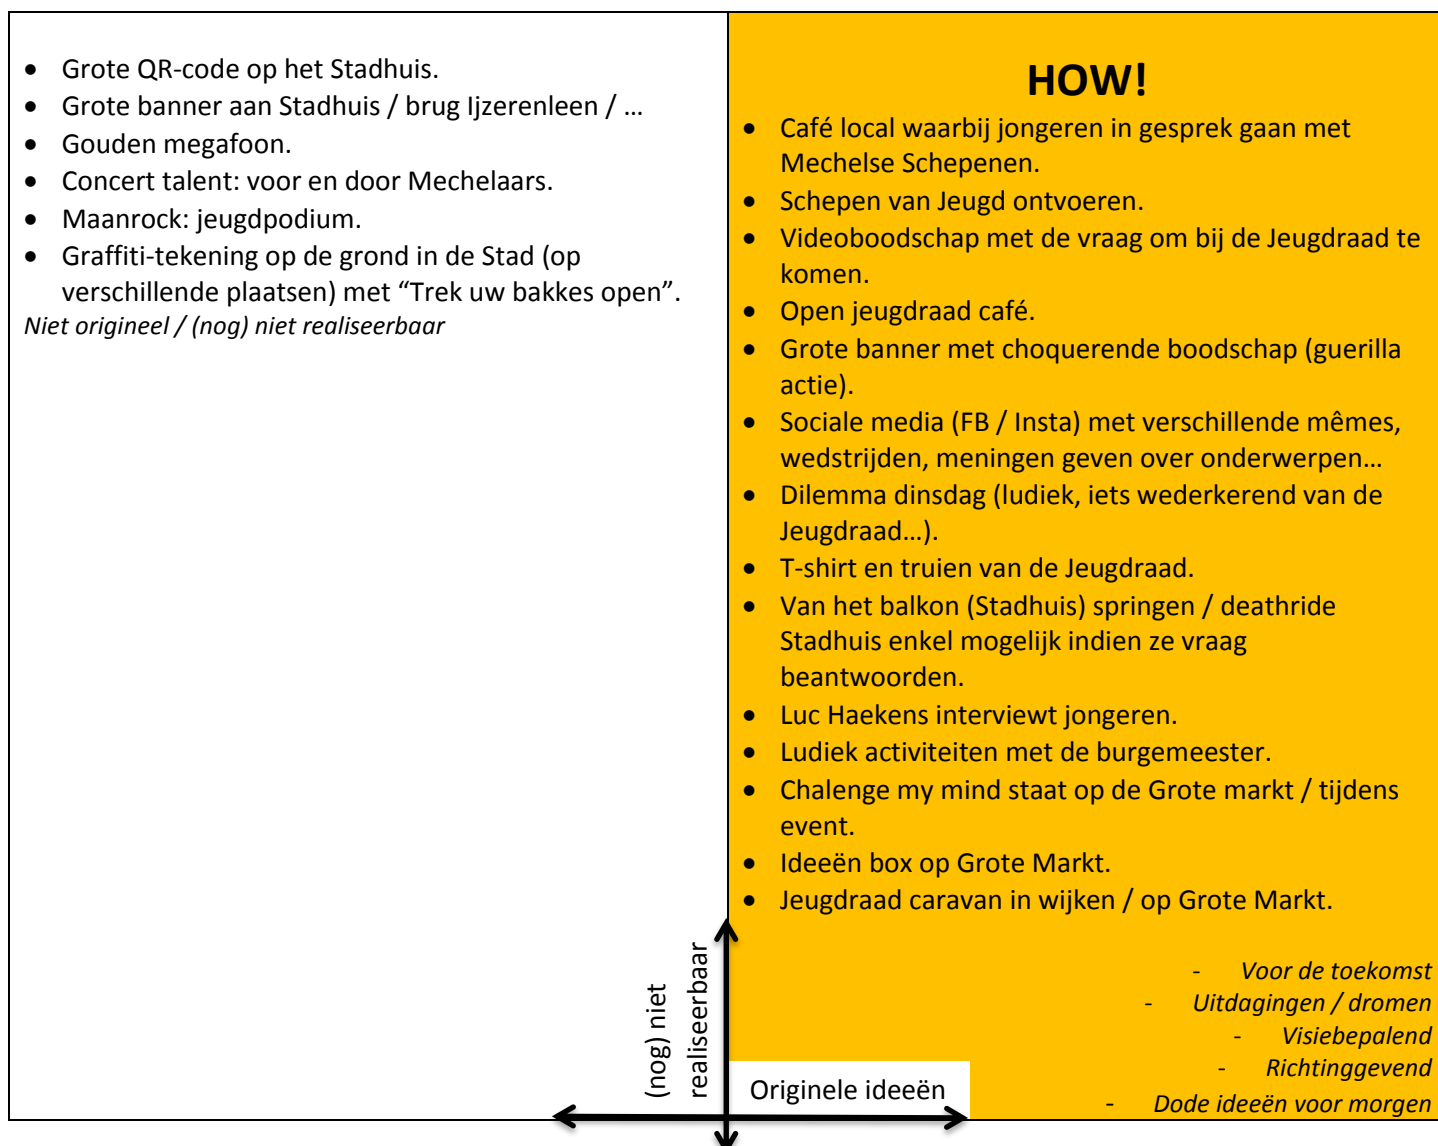 • Grote QR-code op het Stadhuis.
• Grote banner aan Stadhuis / brug Ijzerenleen / …
• Gouden megafoon.
• Concert talent: voor en door Mechelaars.
• Maanrock: jeugdpodium.
• Graffiti-tekening op de grond in de Stad (op
verschillende plaatsen) met “Trek uw bakkes open”.
Niet origineel / (nog) niet realiseerbaar
HOW!
• Café local waarbij jongeren in gesprek gaan met
Mechelse Schepenen.
• Schepen van Jeugd ontvoeren.
• Videoboodschap met de vraag om bij de Jeugdraad te
komen.
• Open jeugdraad café.
• Grote banner met choquerende boodschap (guerilla
actie).
• Sociale media (FB / Insta) met verschillende mêmes,
wedstrijden, meningen geven over onderwerpen…
• Dilemma dinsdag (ludiek, iets wederkerend van de
Jeugdraad…).
• T-shirt en truien van de Jeugdraad.
• Van het balkon (Stadhuis) springen / deathride
Stadhuis enkel mogelijk indien ze vraag
beantwoorden.
• Luc Haekens interviewt jongeren.
• Ludiek activiteiten met de burgemeester.
• Chalenge my mind staat op de Grote markt / tijdens
event.
• Ideeën box op Grote Markt.
• Jeugdraad caravan in wijken / op Grote Markt.
- Voor de toekomst
- Uitdagingen / dromen
- Visiebepalend
- Richtinggevend
- Dode ideeën voor morgen
(nog) niet
realiseerbaar
Originele ideeën